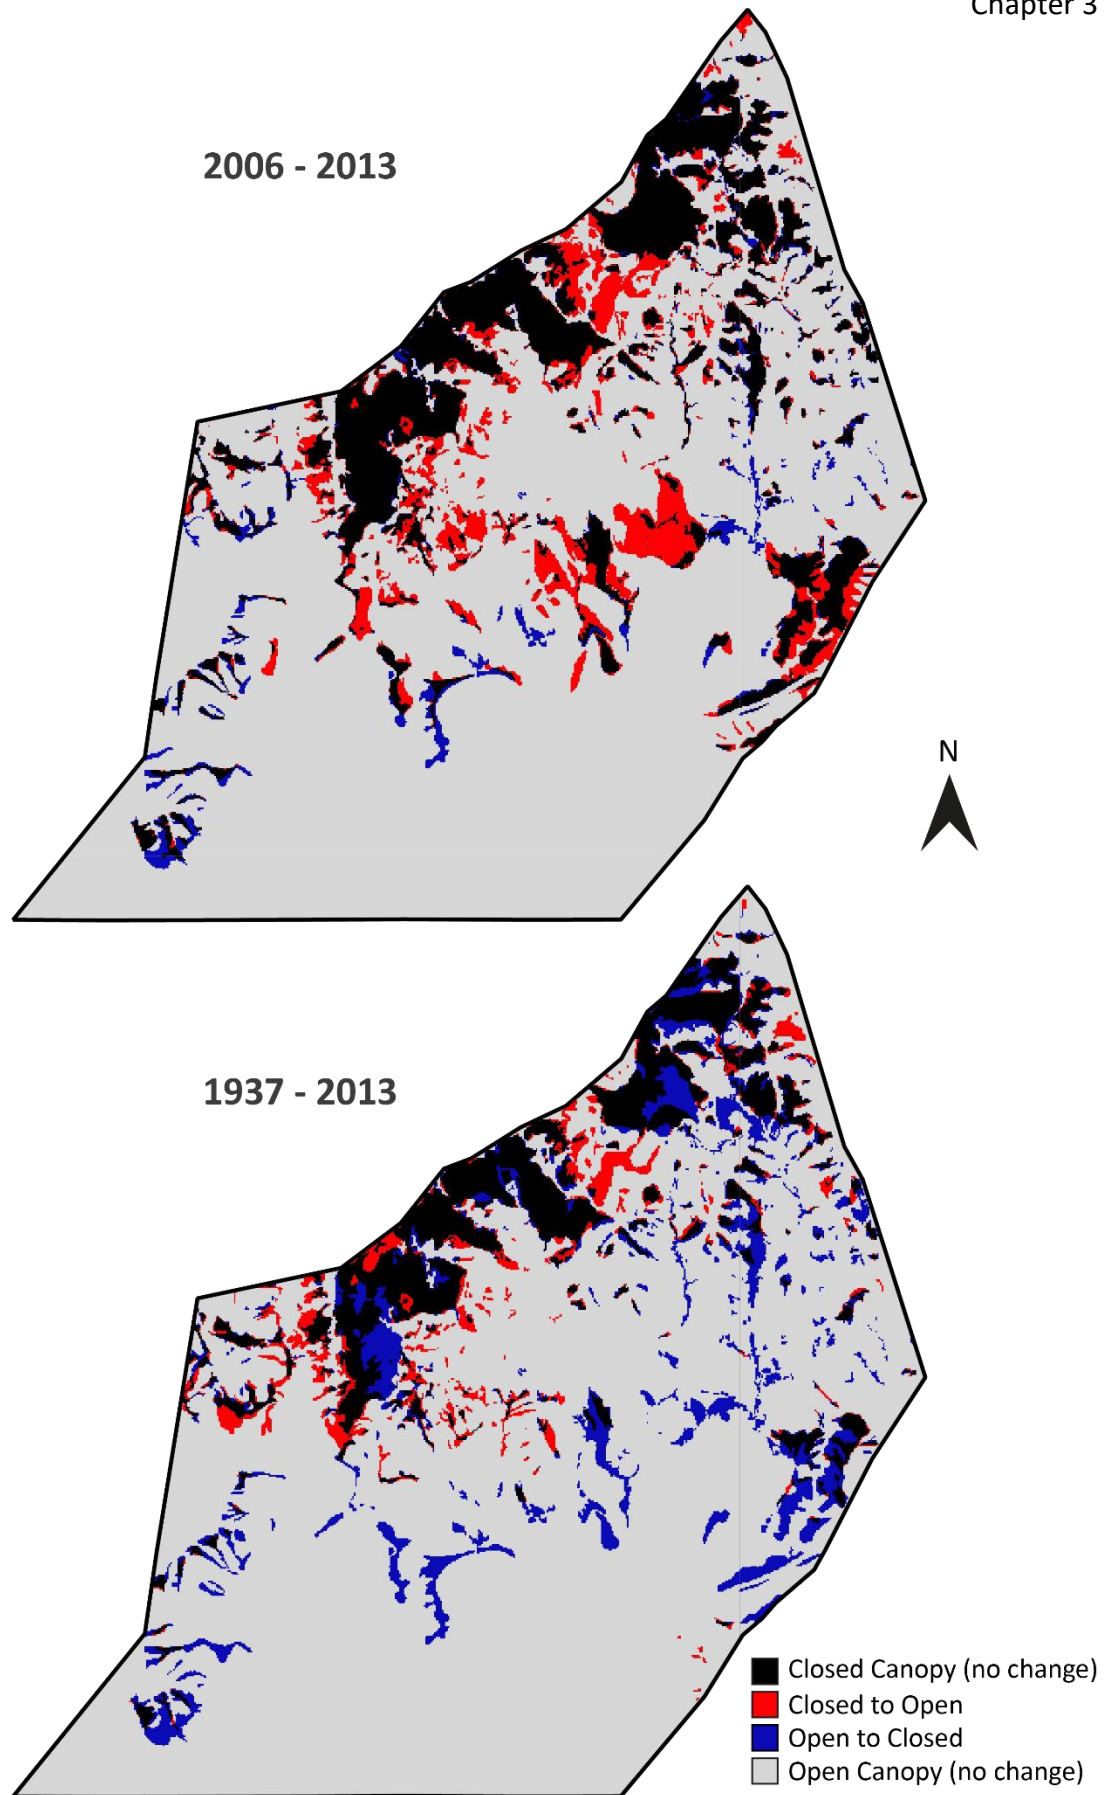 Chapter 3
2006 - 2013
N
1937 - 2013
Closed Canopy (no change)
Closed to Open
Open to Closed
Open Canopy (no change)